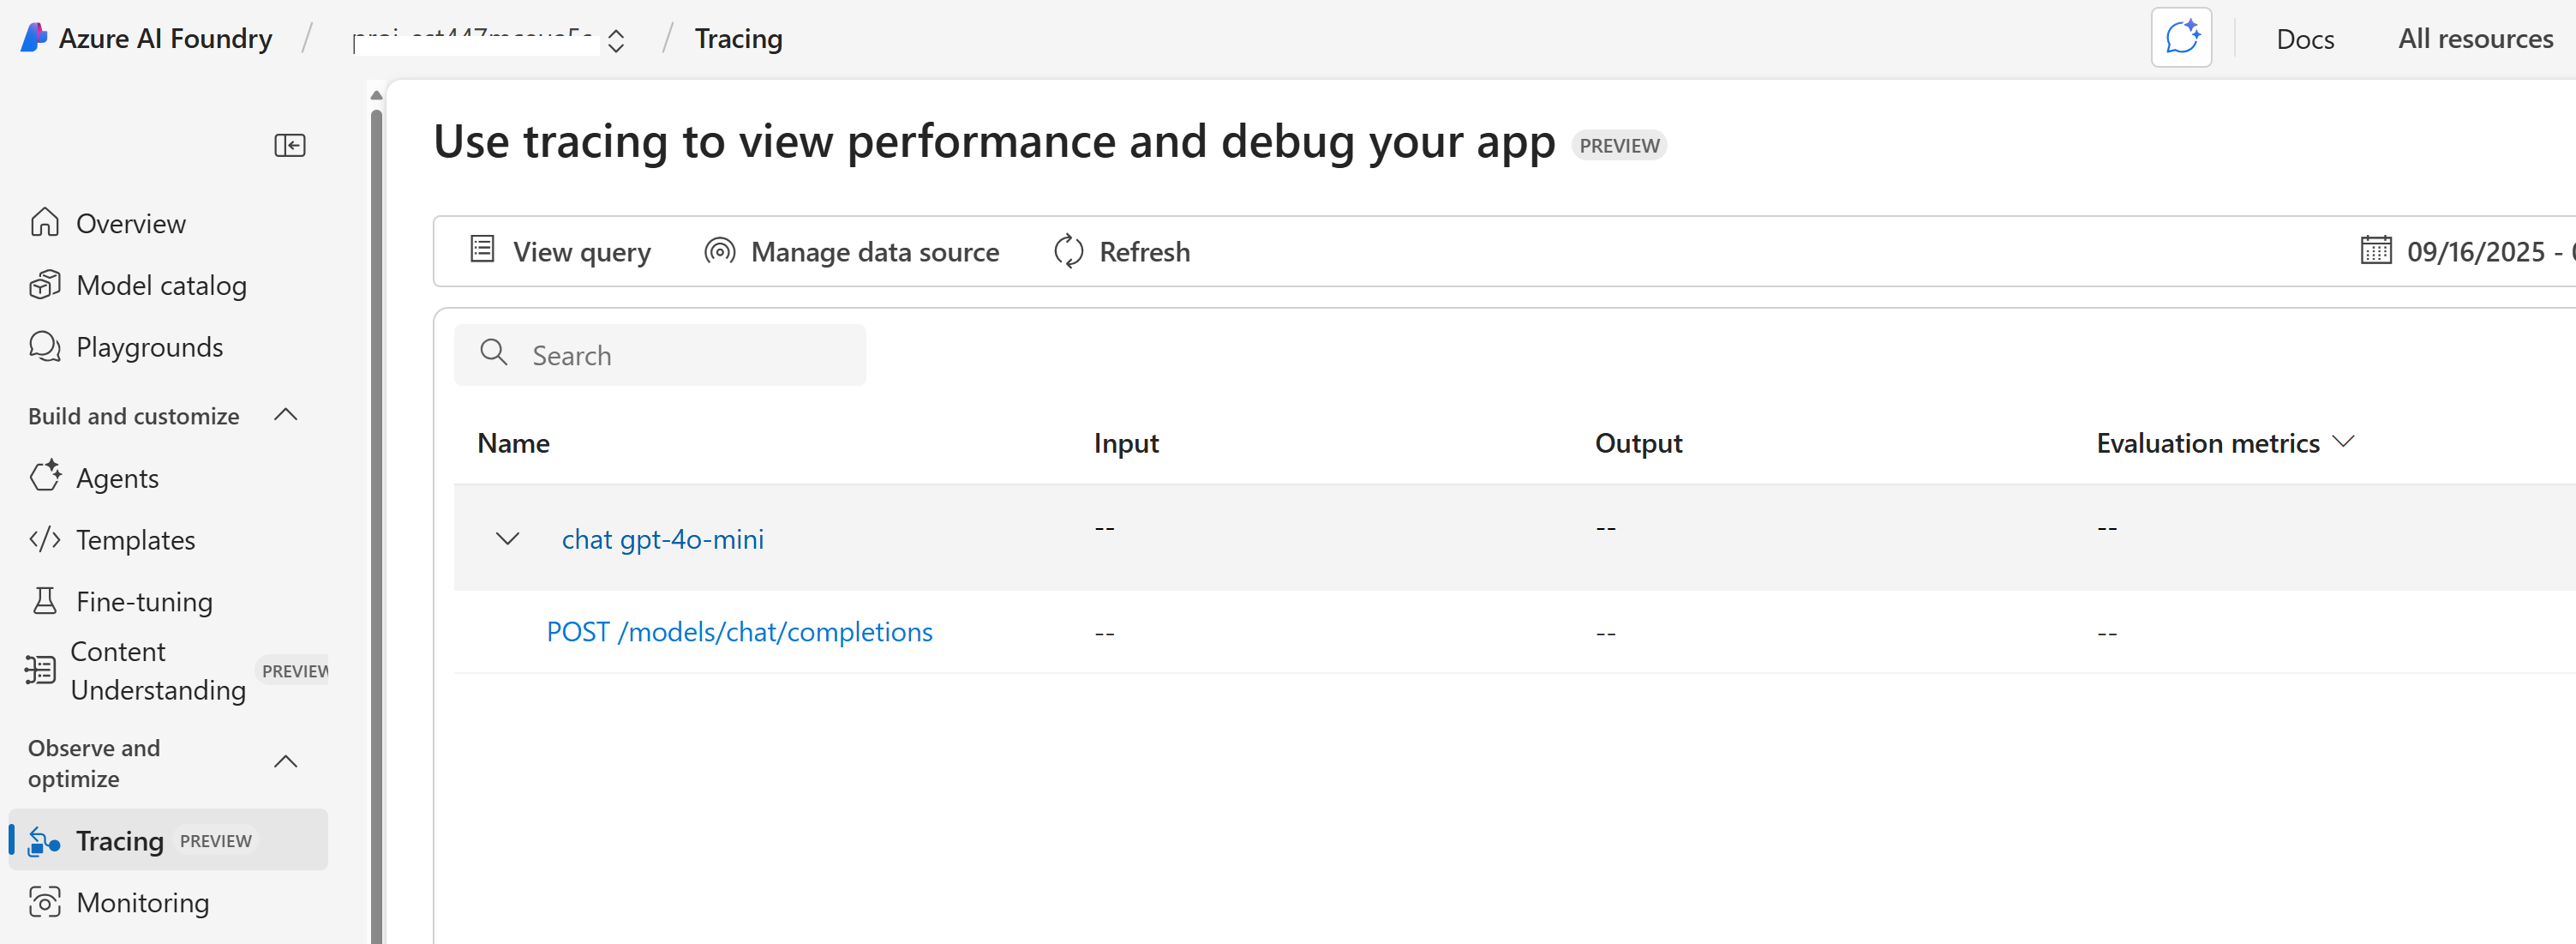 Azure AI Foundry / / Tracing
Docs
All resources
Use tracing to view performance and debug your app PREVIEW
Overview
Model catalog
Playgrounds
Build and customize
Agents
Templates
Fine-tuning
Content
Understanding PREVIEW
Observe and
optimize
Tracing PREVIEW
Monitoring
View query
Manage data source
Refresh
09/16/2025 -
Search
Name Input Output Evaluation metrics
chat gpt-4o-mini -- -- --
POST /models/chat/completions -- -- --